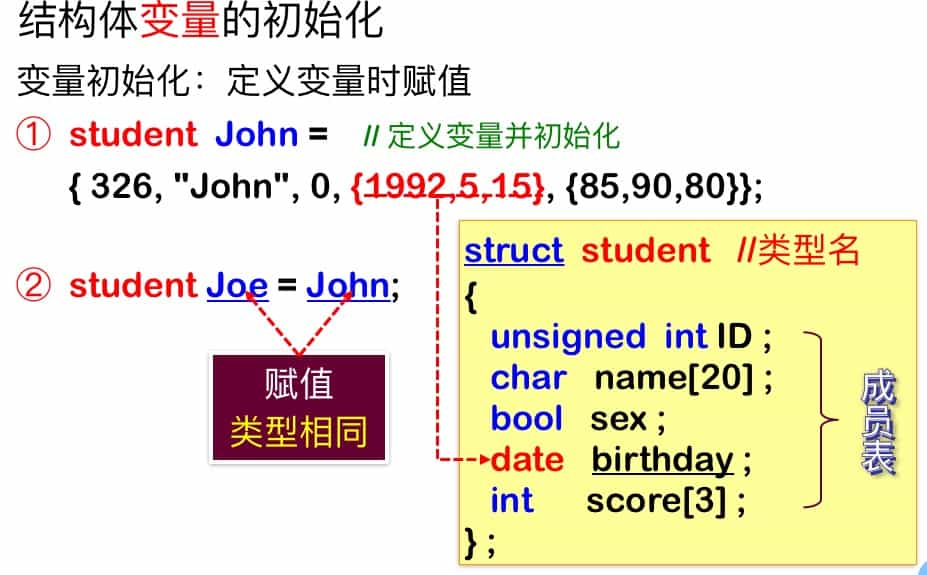 结构体变量的初始化
变量初始化：定义变量时赋值
① student John = // 定义变量并初始化
{ 326, "John", 0, {1992,5,15}, {85,90,80}};
② student Joe = John;
赋值
类型相同
struct student //类型名
{
unsigned int ID ;
char name[20] ;
bool sex ;
date birthday ;
int score[3] ;
} ;
成员表